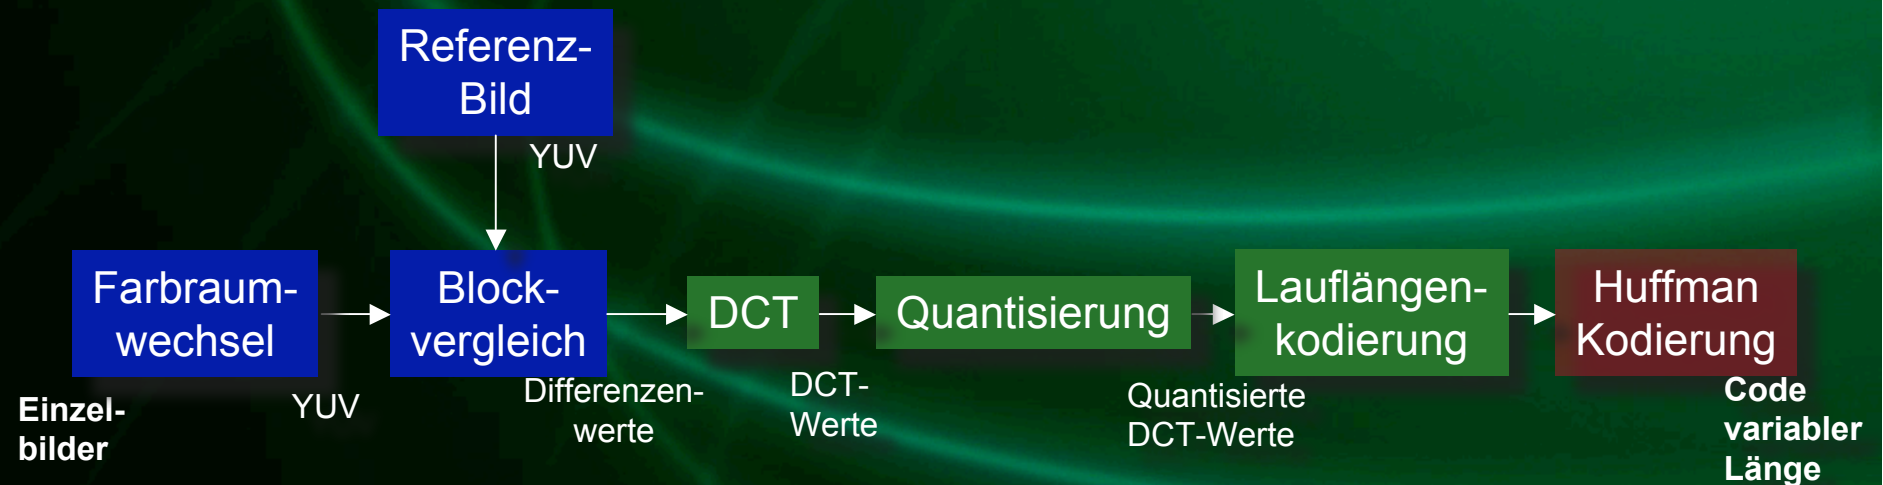 Referenz-
Bild
YUV
Farbraum-
wechsel
Block-
vergleich
DCT
Quantisierung
Lauflängen-
kodierung
Huffman
Kodierung
Einzel-
bilder
YUV
Differenzen-
werte
DCT-
Werte
Quantisierte
DCT-Werte
Code
variabler
Länge